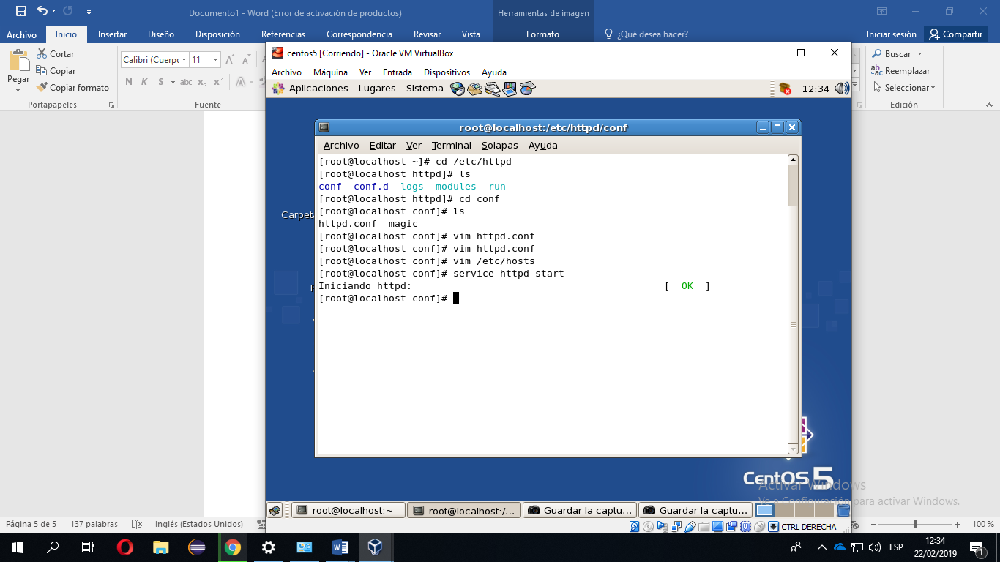 Documento1 - Word (Error de activación de productos)
Herramientas de imagen
Archivo Inicio Insertar Diseño Disposición Referencias Correspondencia Revisar Vista Formato ¿Qué desea hacer? Iniciar sesión Compartir
Pegar
Cortar
Copiar
Copiar formato
Portapapeles
Calibri (Cuerpo 11
N K S abc x₂ x²
Fuente
Buscar
Reemplazar
Seleccionar
Edición
centos5 [Corriendo] - Oracle VM VirtualBox
Archivo Máquina Ver Entrada Dispositivos Ayuda
Aplicaciones Lugares Sistema 12:34
root@localhost:/etc/httpd/conf
Archivo Editar Ver Terminal Solapas Ayuda
[root@localhost ~]# cd /etc/httpd
[root@localhost httpd]# ls
conf conf.d logs modules run
[root@localhost httpd]# cd conf
[root@localhost conf]# ls
httpd.conf magic
[root@localhost conf]# vim httpd.conf
[root@localhost conf]# vim httpd.conf
[root@localhost conf]# vim /etc/hosts
[root@localhost conf]# service httpd start
Iniciando httpd: [ OK ]
[root@localhost conf]#
Carpeta
CentOS 5
Activar Windows
Ve a Configuración para activar Windows.
root@localhost:~ root@localhost:/... Guardar la captu... Guardar la captu...
CTRL DERECHA
Página 5 de 5 137 palabras Inglés (Estados Unidos) 100 %
ESP
12:34
22/02/2019
1